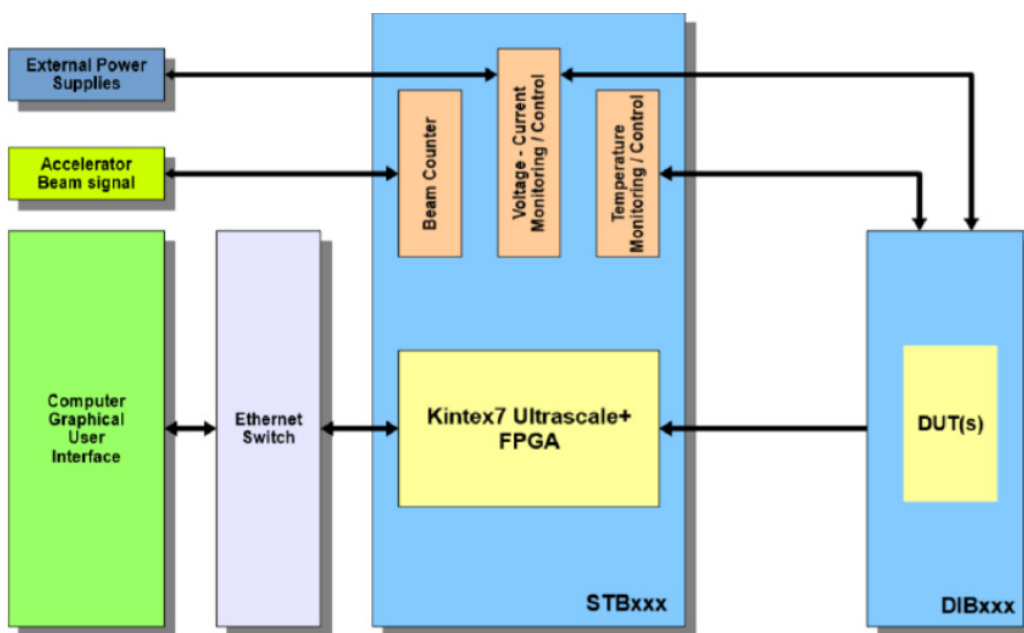 External Power
Supplies
Accelerator
Beam signal
Beam Counter
Voltage - Current
Monitoring / Control
Temperature
Monitoring / Control
Computer
Graphical
User
Interface
Ethernet
Switch
Kintex7 Ultrascale+
FPGA
DUT(s)
STBxxx
DIBxxx